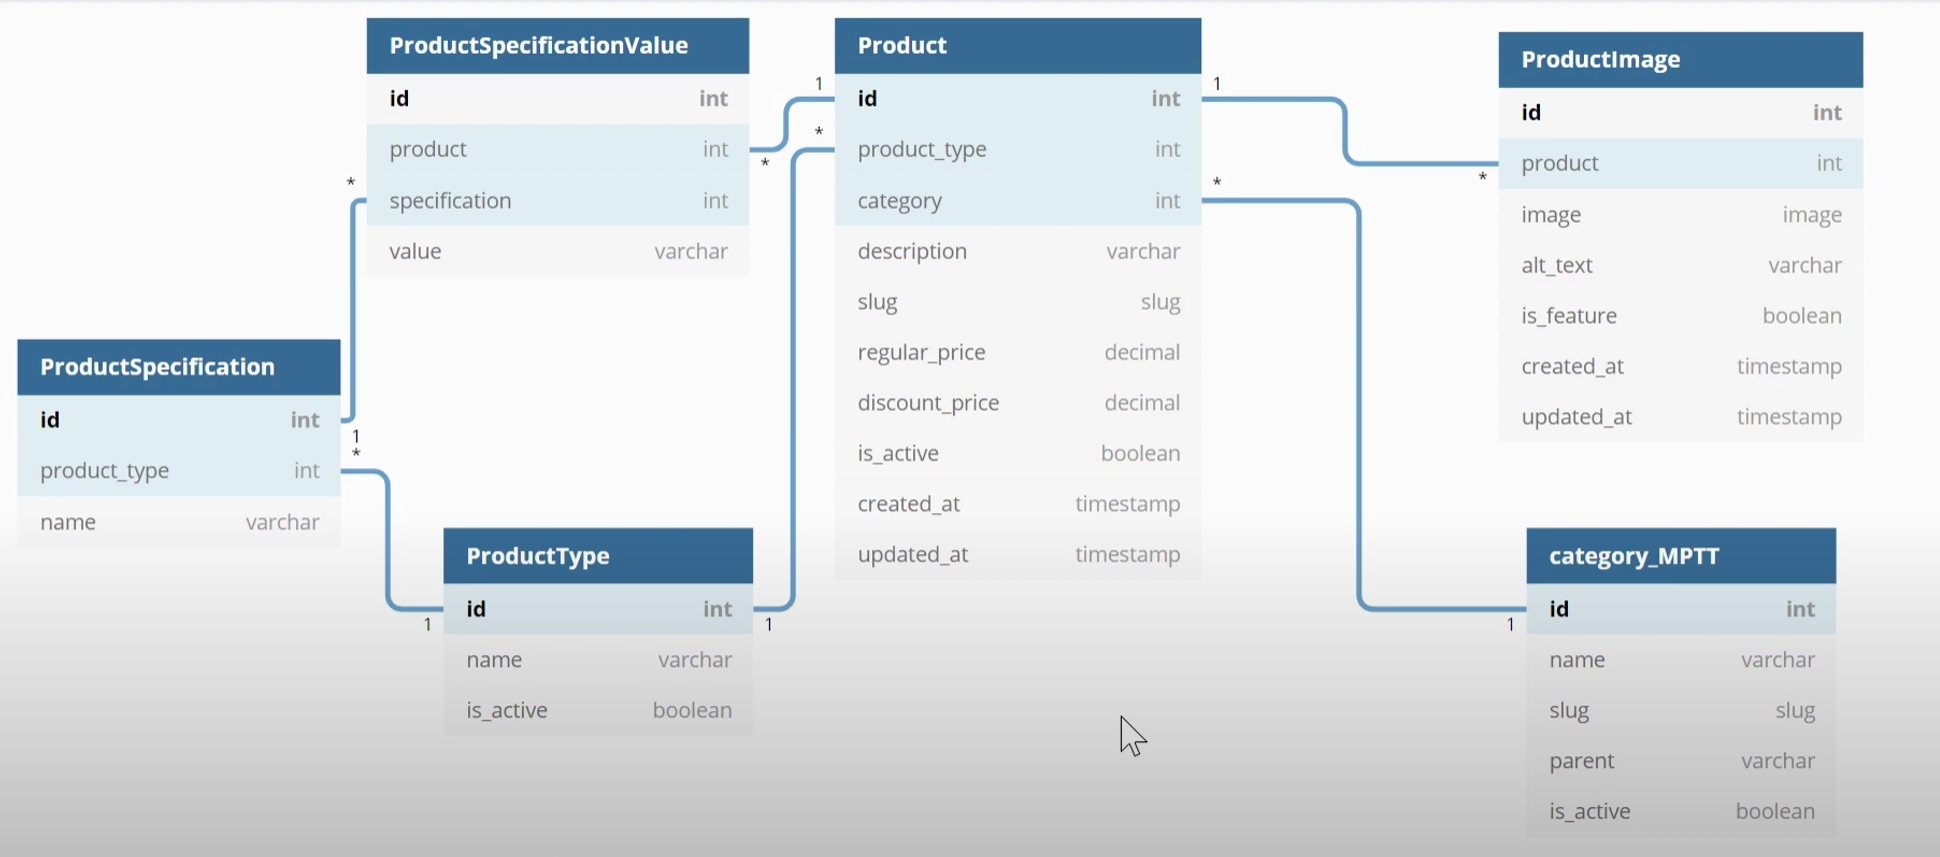 ProductSpecificationValue
id int
product int
specification int
value varchar
Product
id int
product_type int
category int
description varchar
slug slug
regular_price decimal
discount_price decimal
is_active boolean
created_at timestamp
updated_at timestamp
ProductImage
id int
product int
image image
alt_text varchar
is_feature boolean
created_at timestamp
updated_at timestamp
ProductSpecification
id int
product_type int
name varchar
ProductType
id int
name varchar
is_active boolean
category_MPTT
id int
name varchar
slug slug
parent varchar
is_active boolean
1
*
*
*
1
*
1
*
*
1
1
1